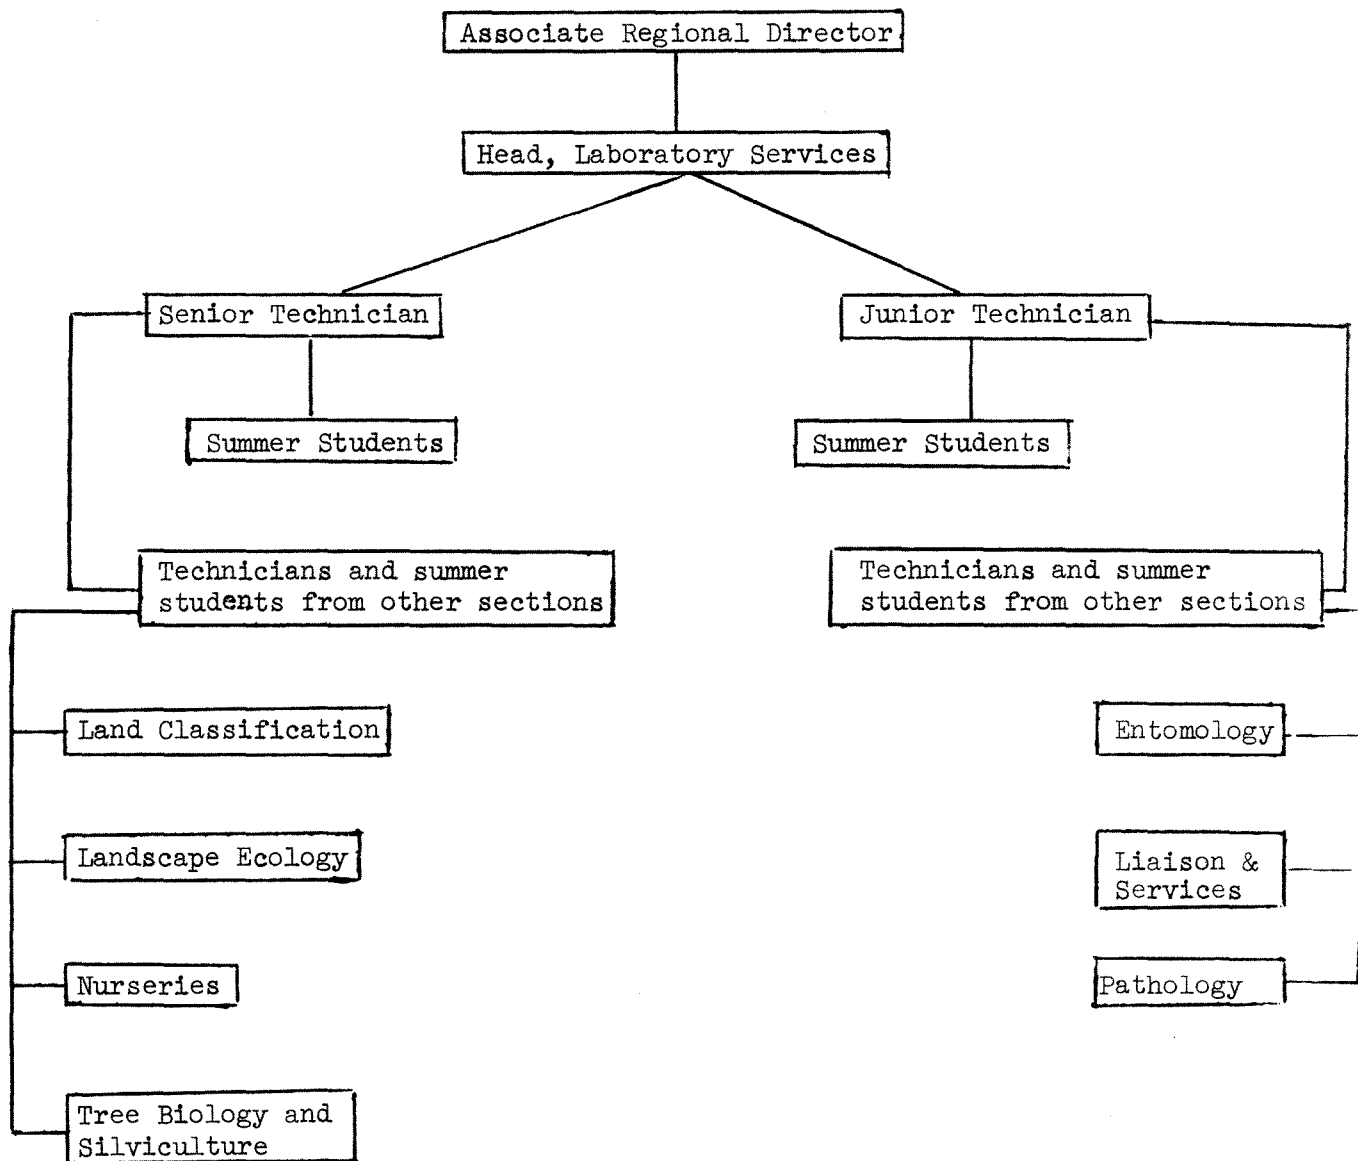 Associate Regional Director
Head, Laboratory Services
Senior Technician
Junior Technician
Summer Students
Summer Students
Technicians and summer
students from other sections
Technicians and summer
students from other sections
Land Classification
Entomology
Landscape Ecology
Liaison &
Services
Nurseries
Pathology
Tree Biology and
Silviculture